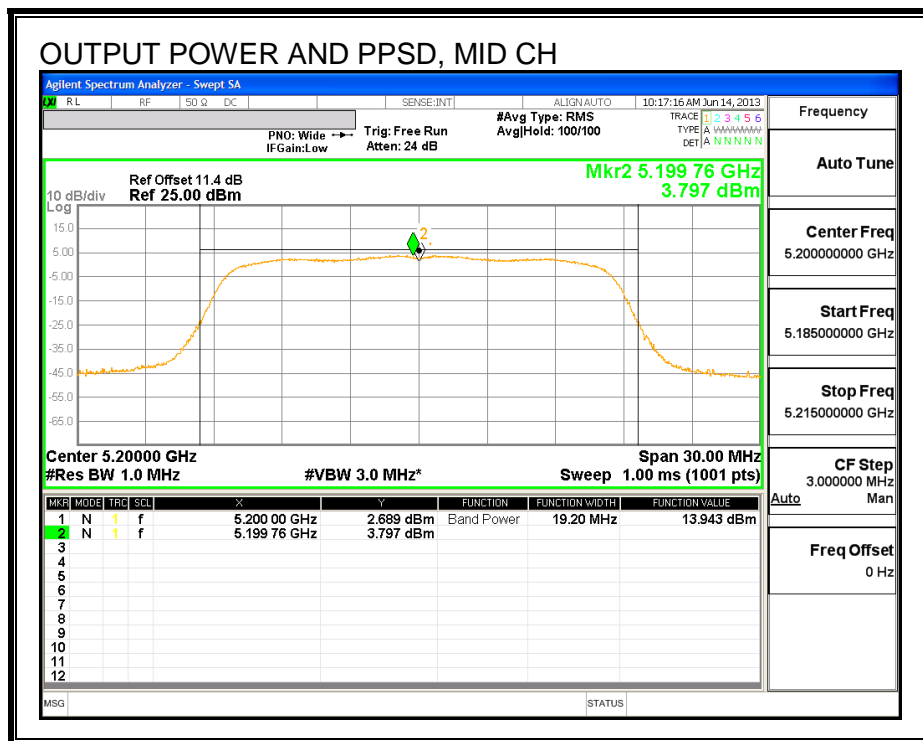 OUTPUT POWER AND PPSD, MID CH
Agilent Spectrum Analyzer - Swept SA
LXI RL RF 50 Ω DC SENSE:INT ALIGN AUTO 10:17:16 AM Jun 14, 2013
PNO: Wide Trig: Free Run #Avg Type: RMS TRACE 1 2 3 4 5 6
IFGain:Low Atten: 24 dB Avg|Hold: 100/100 TYPE A WWWWW
DET A N N N N N
Ref Offset 11.4 dB
10 dB/div Ref 25.00 dBm
Log
Mkr2 5.199 76 GHz
3.797 dBm
15.0
5.00
-5.00
-15.0
-25.0
-35.0
-45.0
-55.0
-65.0
2
Center 5.20000 GHz Span 30.00 MHz
#Res BW 1.0 MHz #VBW 3.0 MHz* Sweep 1.00 ms (1001 pts)
MKR MODE TRC SCL X Y FUNCTION FUNCTION WIDTH FUNCTION VALUE
1 N 1 f 5.200 00 GHz 2.689 dBm Band Power 19.20 MHz 13.943 dBm
2 N 1 f 5.199 76 GHz 3.797 dBm
3
4
5
6
7
8
9
10
11
12
MSG STATUS
Frequency
Auto Tune
Center Freq
5.200000000 GHz
Start Freq
5.185000000 GHz
Stop Freq
5.215000000 GHz
CF Step
3.000000 MHz
Auto Man
Freq Offset
0 Hz